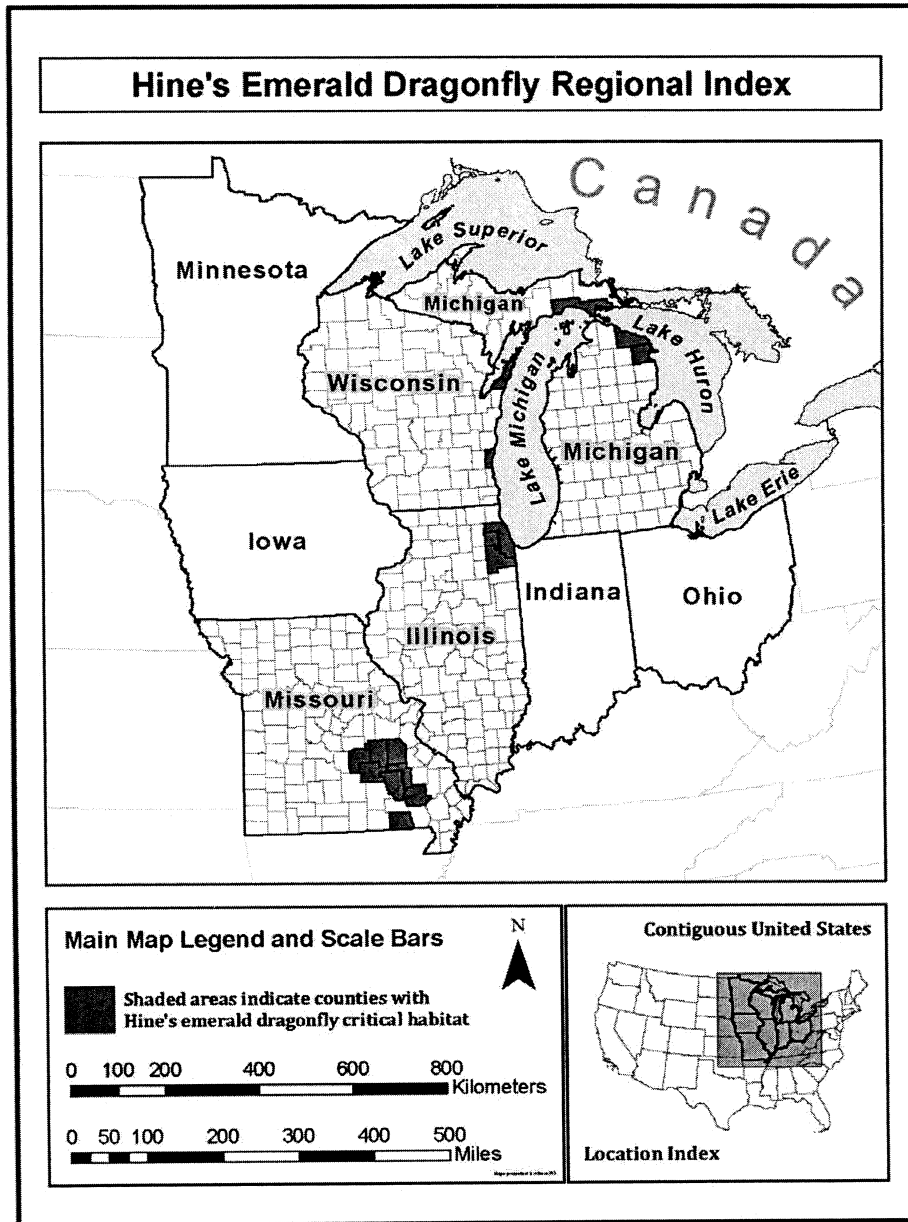 Hine's Emerald Dragonfly Regional Index
Canada
Lake Superior
Minnesota
Michigan
Lake Huron
Wisconsin
Lake Michigan
Michigan
Lake Erie
Iowa
Indiana
Ohio
Illinois
Missouri
Main Map Legend and Scale Bars
N
Shaded areas indicate counties with
Hine's emerald dragonfly critical habitat
0 100 200 400 600 800
Kilometers
0 50 100 200 300 400 500
Miles
Contiguous United States
Location Index